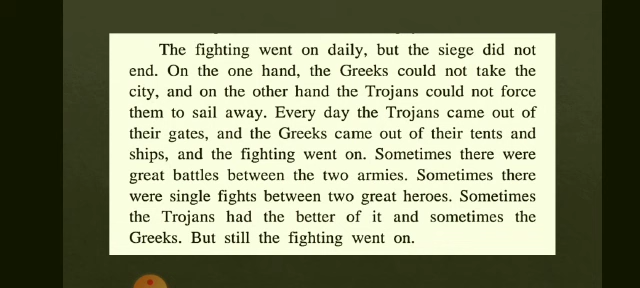 The fighting went on daily, but the siege did not
end. On the one hand, the Greeks could not take the
city, and on the other hand the Trojans could not force
them to sail away. Every day the Trojans came out of
their gates, and the Greeks came out of their tents and
ships, and the fighting went on. Sometimes there were
great battles between the two armies. Sometimes there
were single fights between two great heroes. Sometimes
the Trojans had the better of it and sometimes the
Greeks. But still the fighting went on.